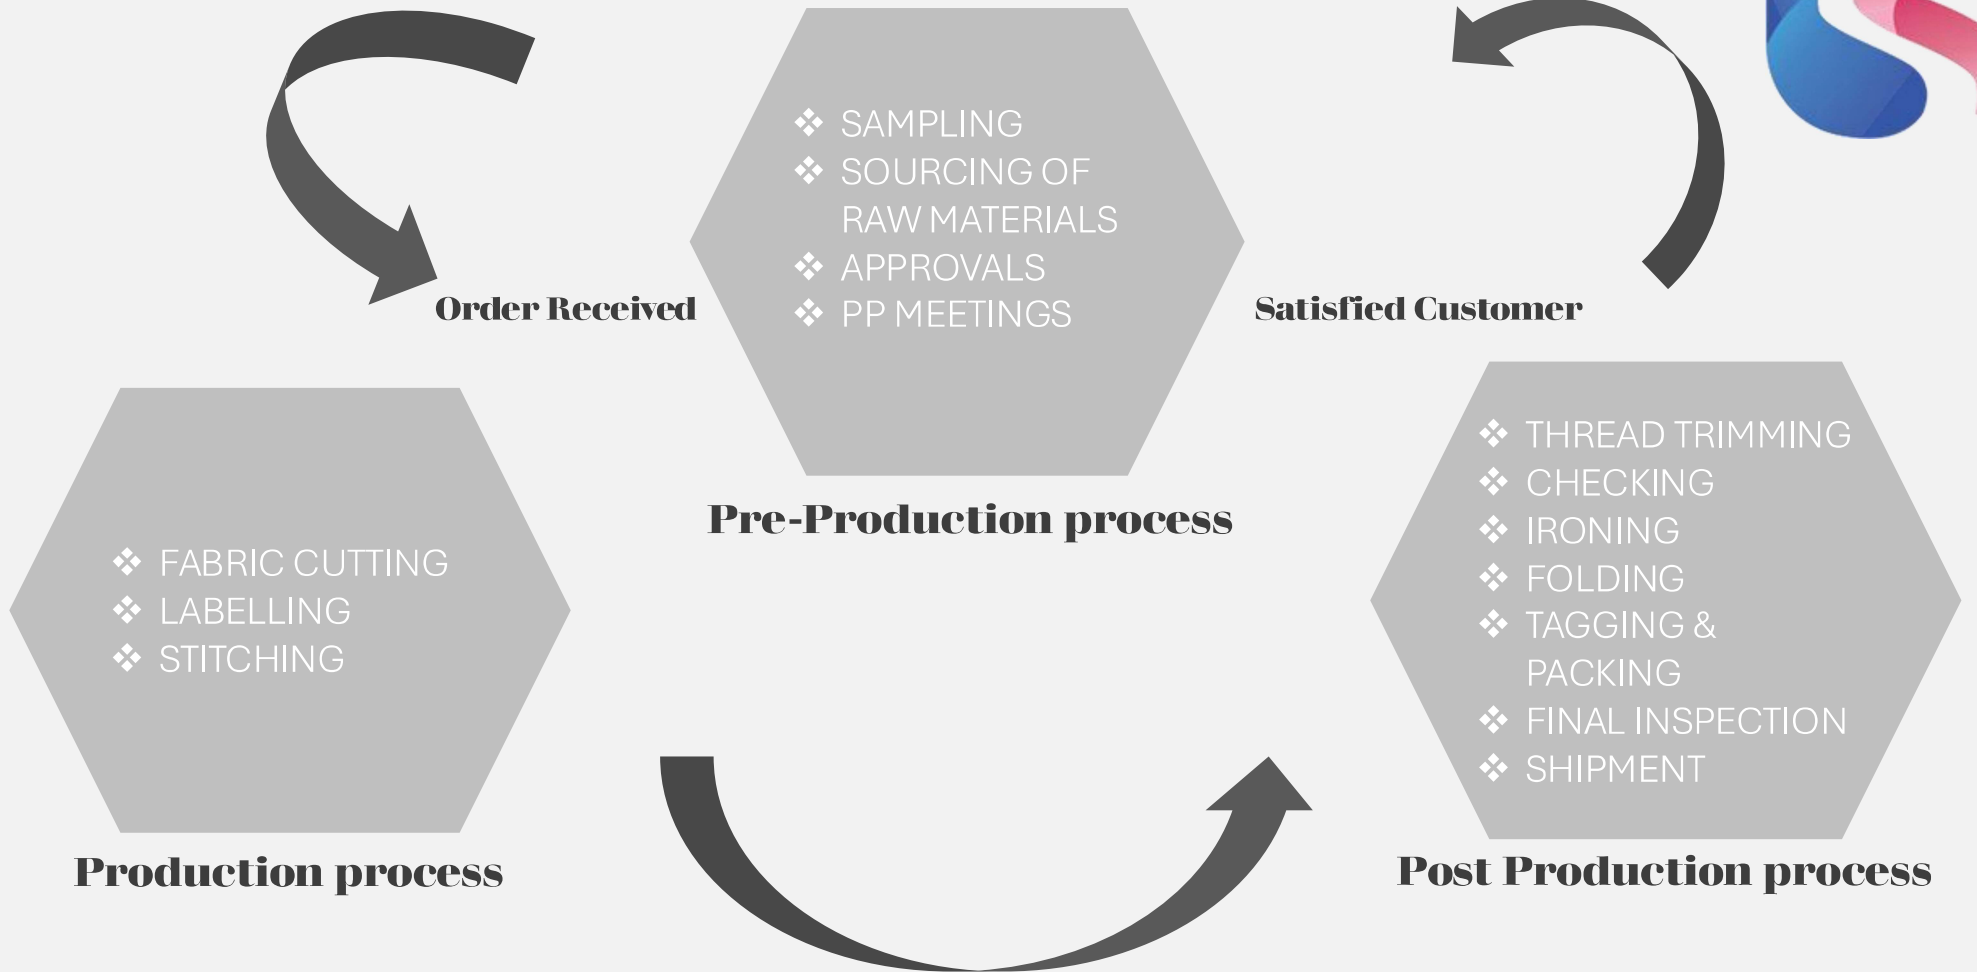 ❖ SAMPLING
❖ SOURCING OF
RAW MATERIALS
❖ APPROVALS
❖ PP MEETINGS
Order Received
Satisfied Customer
Pre-Production process
❖ FABRIC CUTTING
❖ LABELLING
❖ STITCHING
Production process
❖ THREAD TRIMMING
❖ CHECKING
❖ IRONING
❖ FOLDING
❖ TAGGING &
PACKING
❖ FINAL INSPECTION
❖ SHIPMENT
Post Production process